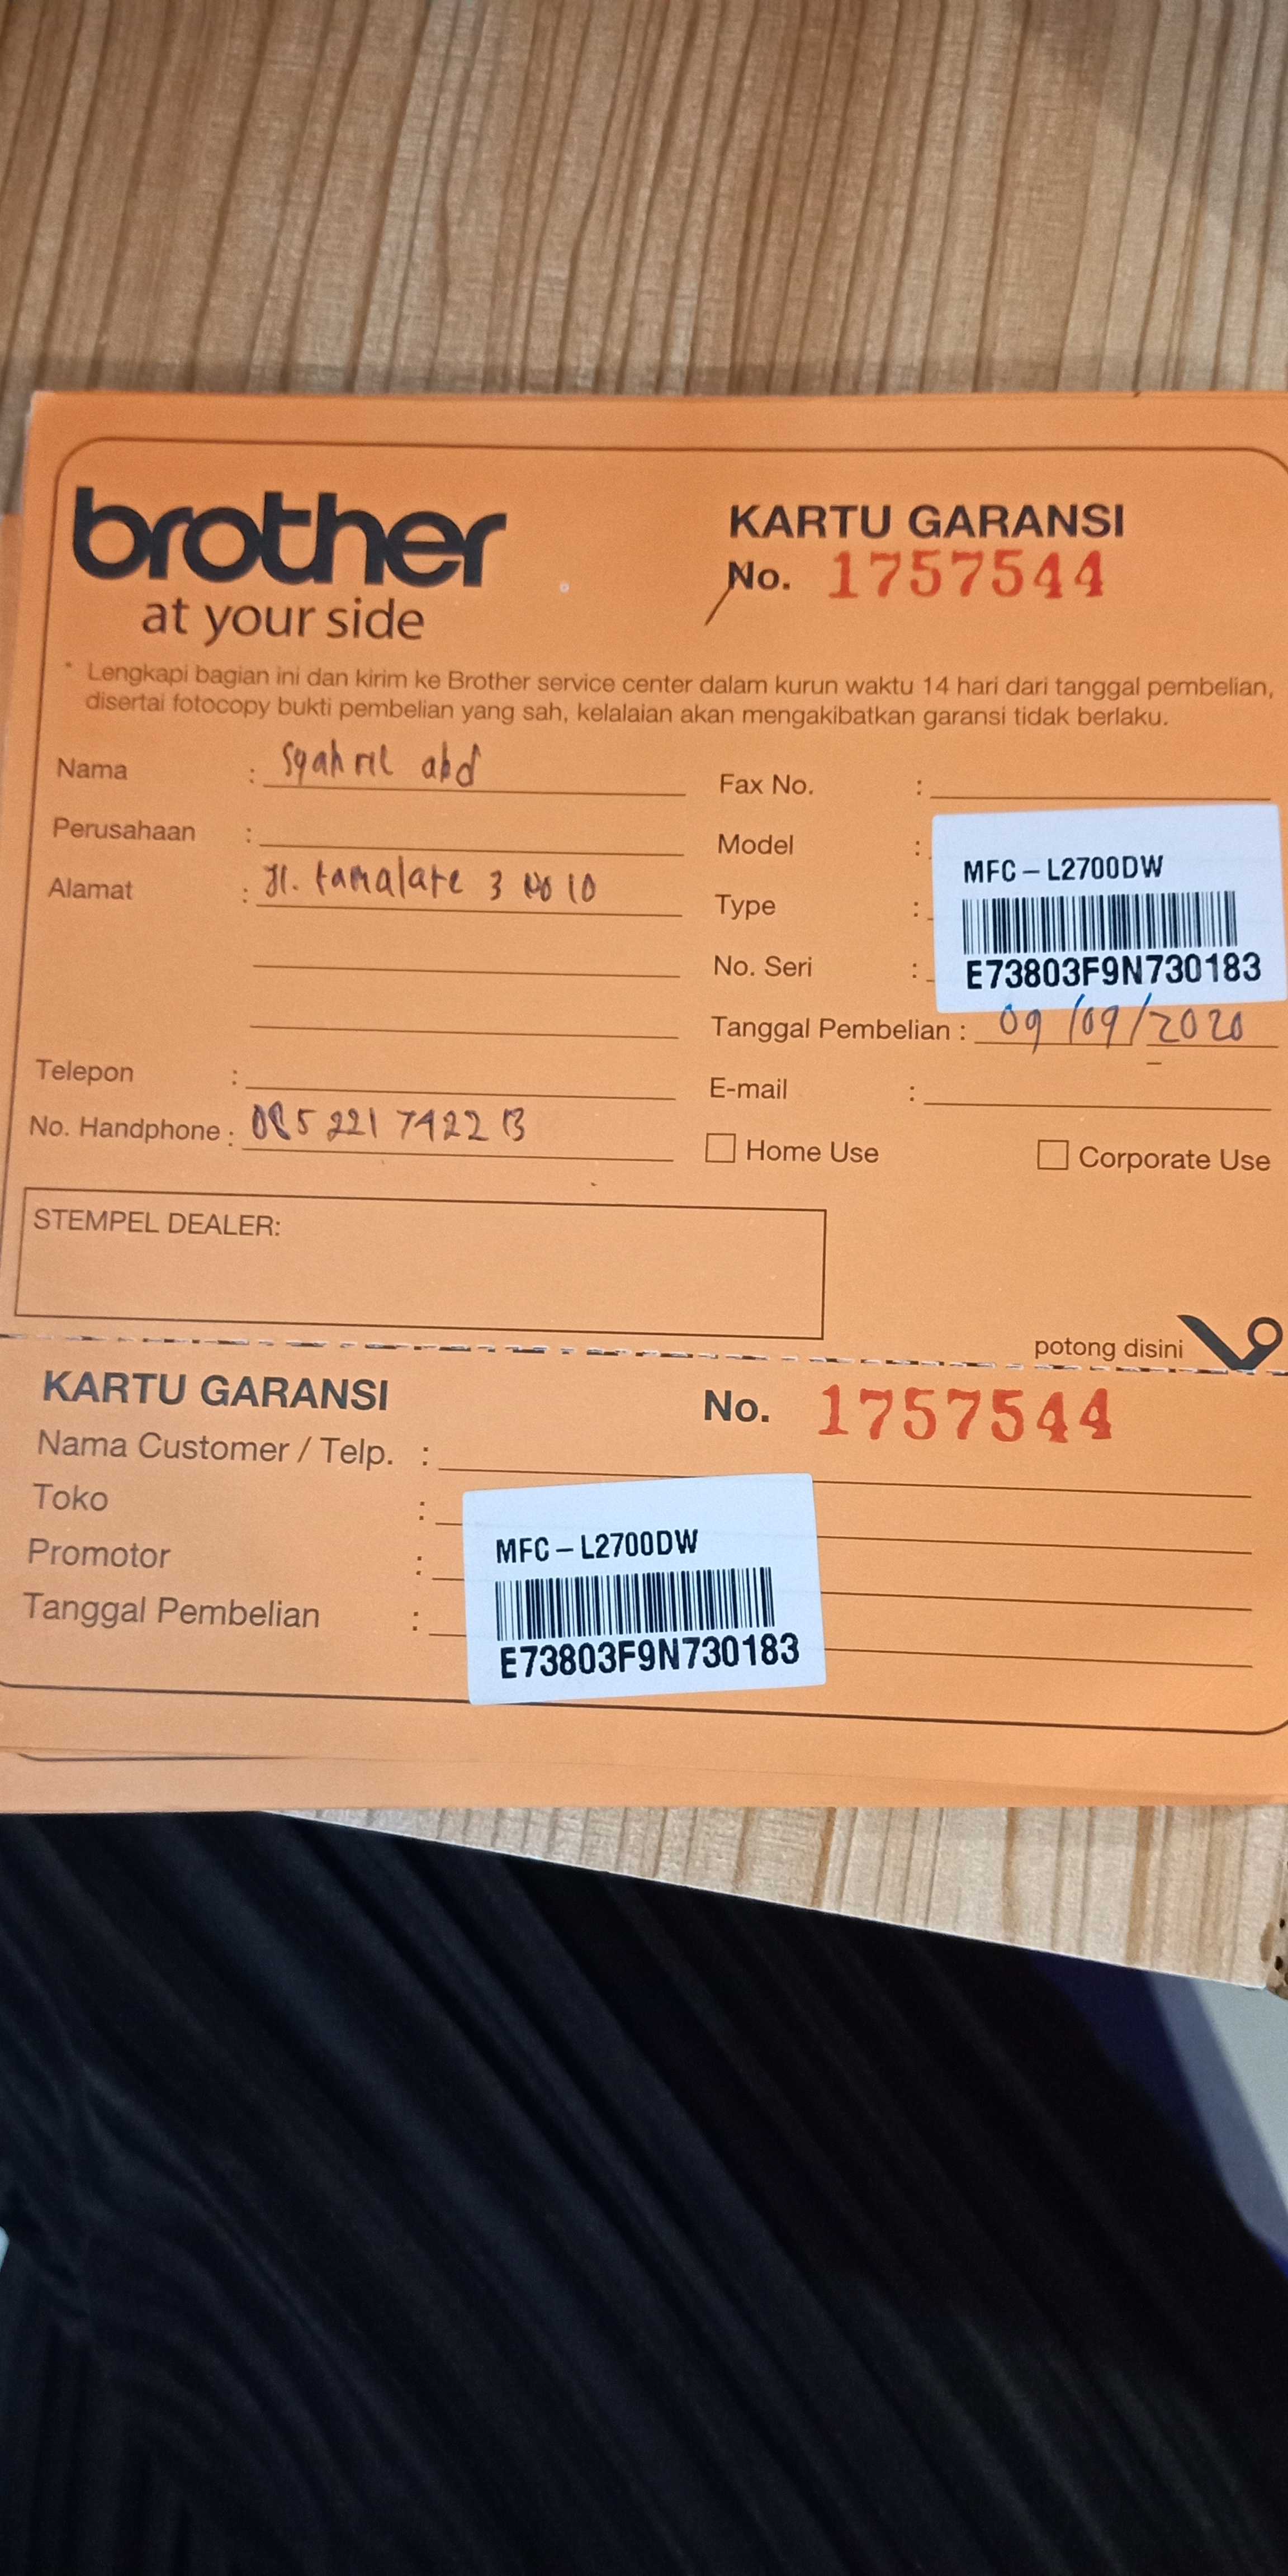 brother
at your side
KARTU GARANSI
No. 1757544
* Lengkapi bagian ini dan kirim ke Brother service center dalam kurun waktu 14 hari dari tanggal pembelian,
disertai fotocopy bukti pembelian yang sah, kelalaian akan mengakibatkan garansi tidak berlaku.
Nama : Syahril abd
Perusahaan :
Alamat : Jl. tamalate 3 No 10
Telepon :
No. Handphone : 085 221 7422 13
Fax No. :
Model :
Type :
No. Seri :
MFC-L2700DW
E73803F9N730183
Tanggal Pembelian : 09/09/2020
E-mail :
Home Use
Corporate Use
STEMPEL DEALER:
potong disini
KARTU GARANSI
No. 1757544
Nama Customer / Telp. :
Toko :
Promotor :
Tanggal Pembelian :
MFC-L2700DW
E73803F9N730183